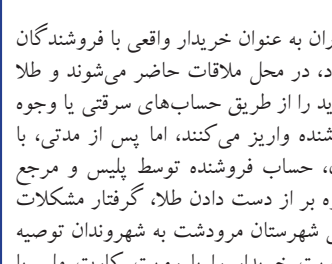 ران به عنوان خریدار واقعی با فروشندگان
د، در محل ملاقات حاضر می‌شوند و طلا
ید را از طریق حساب‌های سرقتی یا وجوه
شنده واریز می‌کنند، اما پس از مدتی، با
، حساب فروشنده توسط پلیس و مرجع
وه بر از دست دادن طلا، گرفتار مشکلات
ی شهرستان مرودشت به شهروندان توصیه